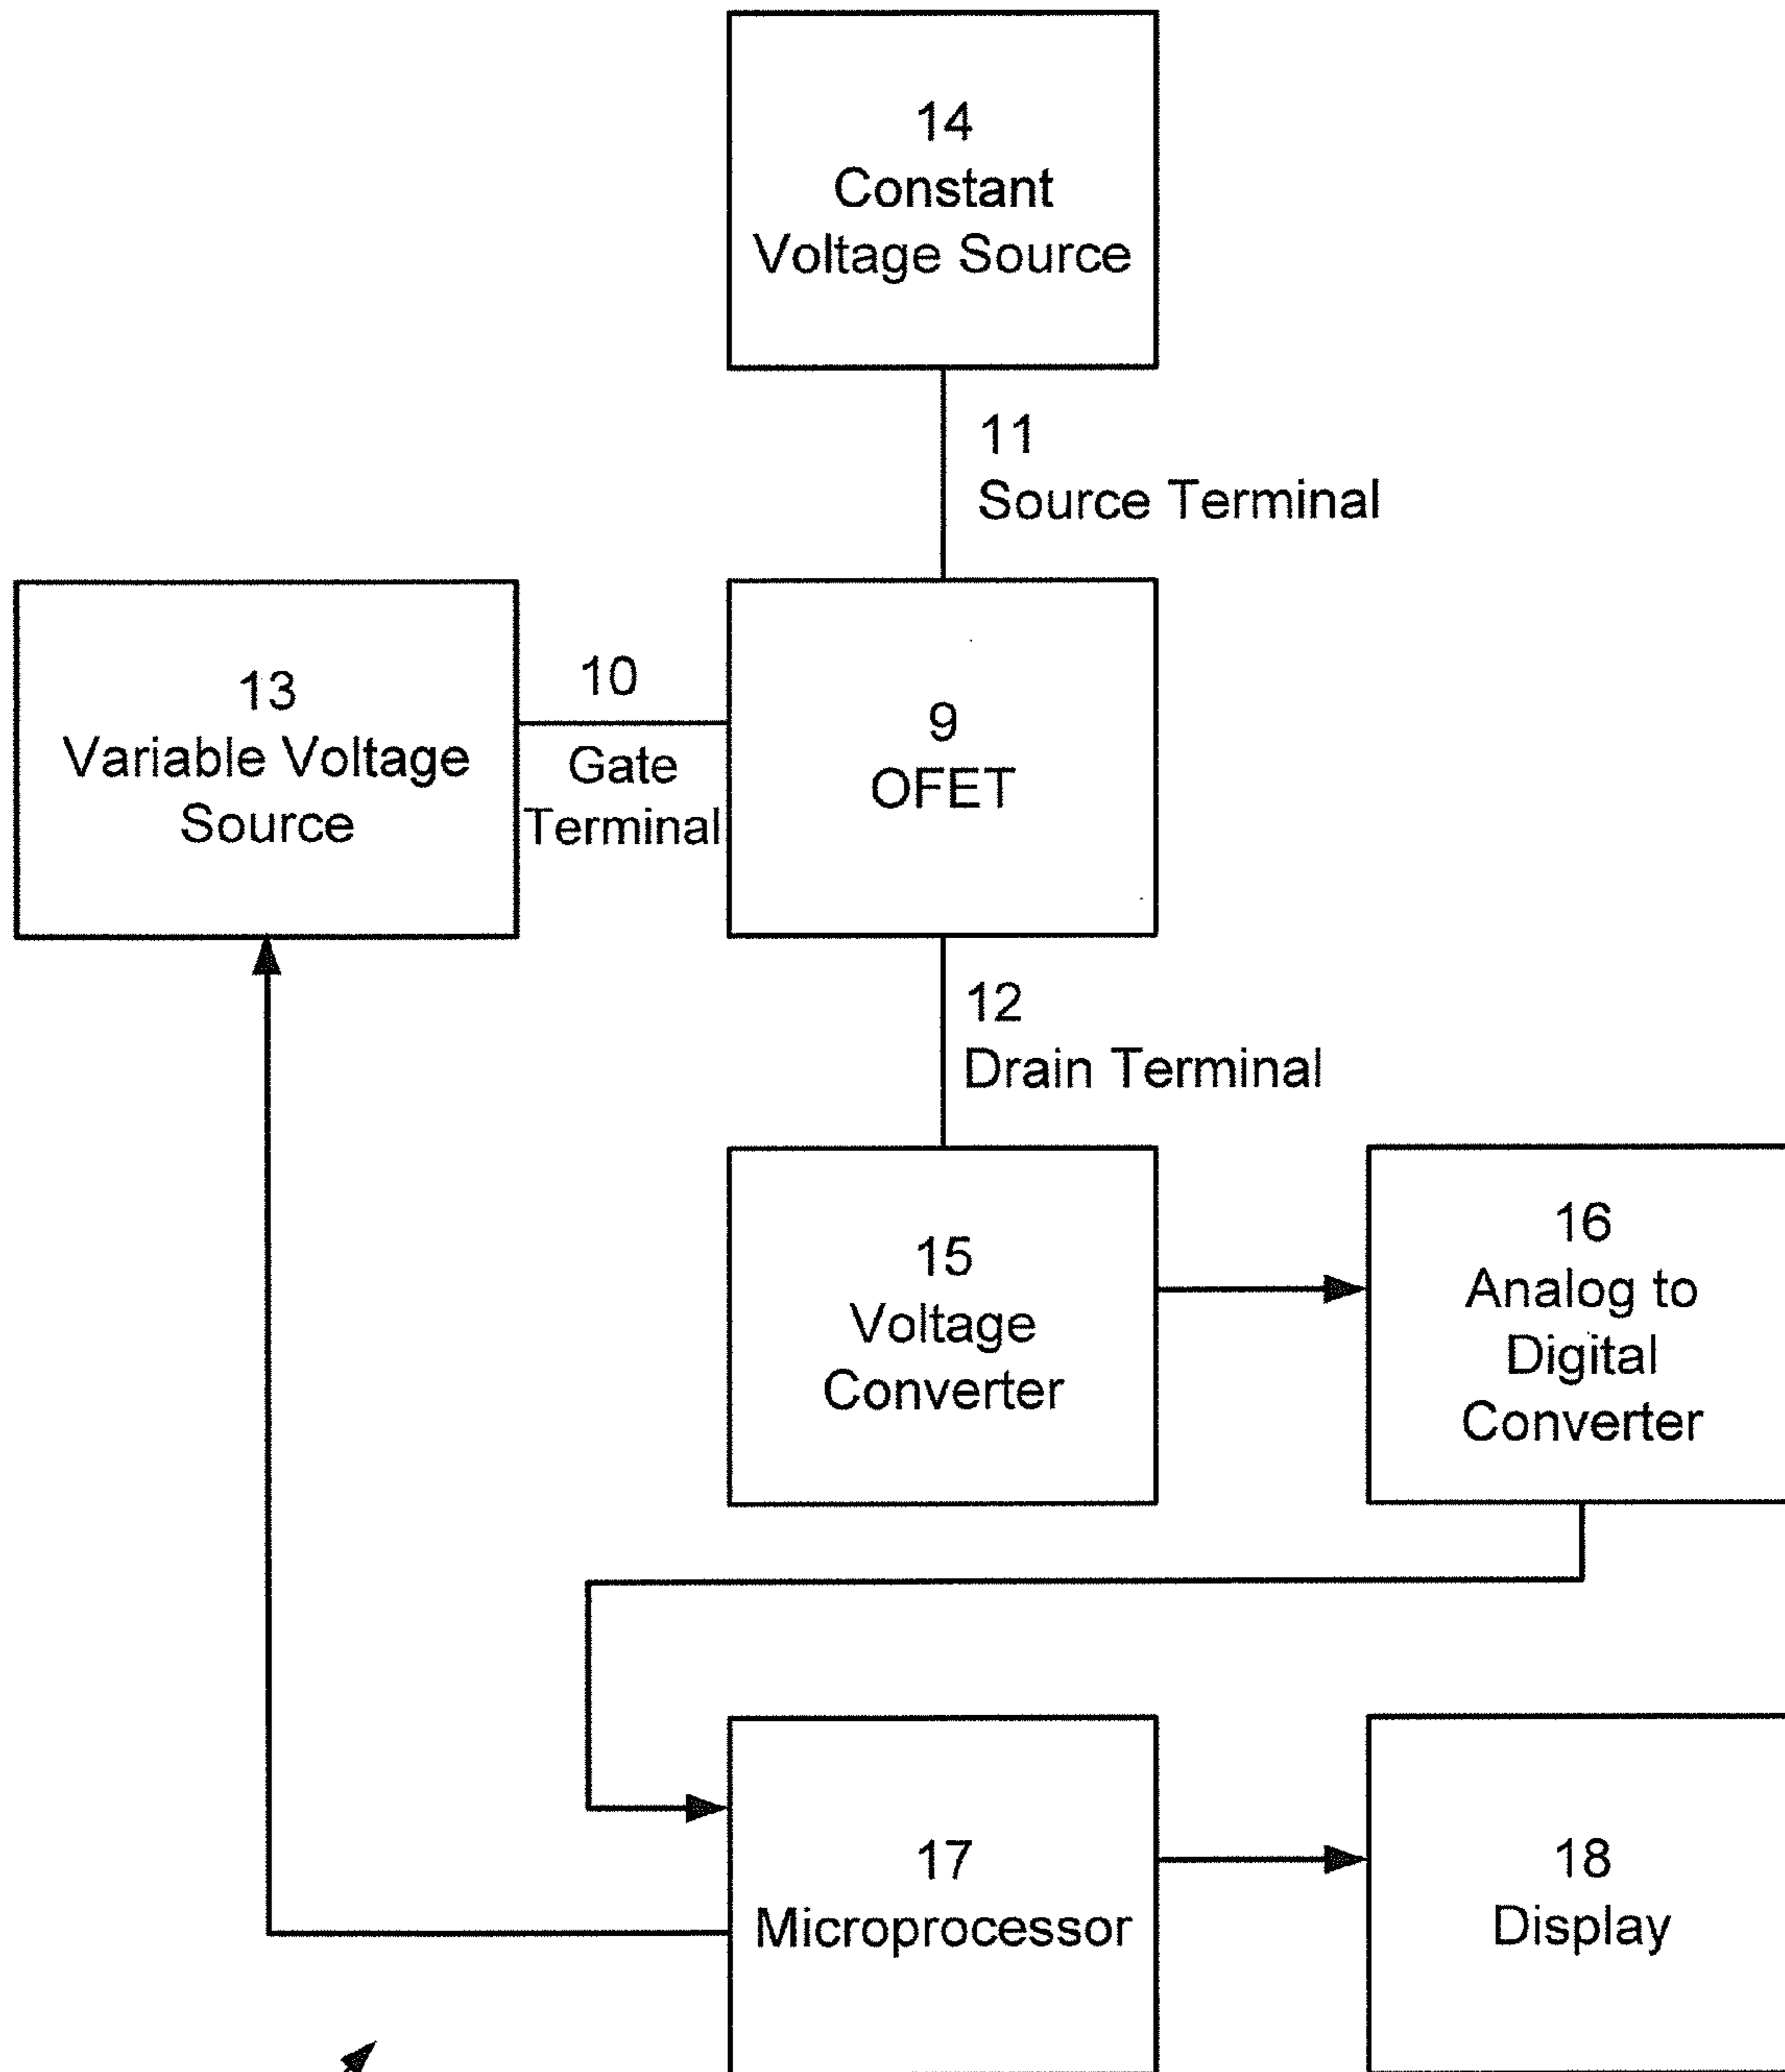 14
Constant
Voltage Source
11
Source Terminal
13
Variable Voltage
Source
10
Gate
Terminal
9
OFET
12
Drain Terminal
15
Voltage
Converter
16
Analog to
Digital
Converter
17
Microprocessor
18
Display